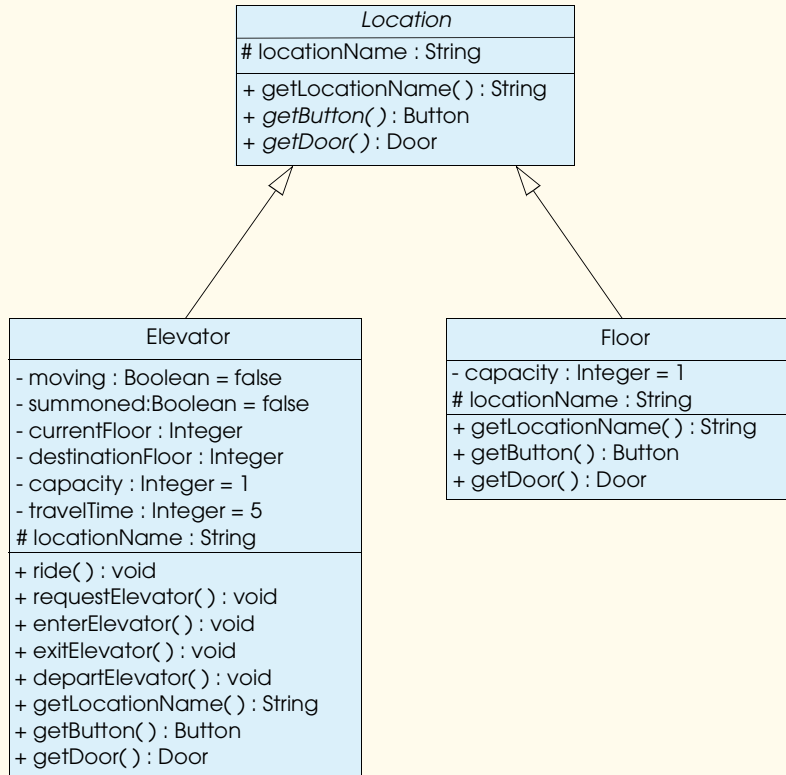 Location
# locationName : String
+ getLocationName( ) : String
+ getButton( ) : Button
+ getDoor( ) : Door
Elevator
- moving : Boolean = false
- summoned:Boolean = false
- currentFloor : Integer
- destinationFloor : Integer
- capacity : Integer = 1
- travelTime : Integer = 5
# locationName : String
+ ride( ) : void
+ requestElevator( ) : void
+ enterElevator( ) : void
+ exitElevator( ) : void
+ departElevator( ) : void
+ getLocationName( ) : String
+ getButton( ) : Button
+ getDoor( ) : Door
Floor
- capacity : Integer = 1
# locationName : String
+ getLocationName( ) : String
+ getButton( ) : Button
+ getDoor( ) : Door